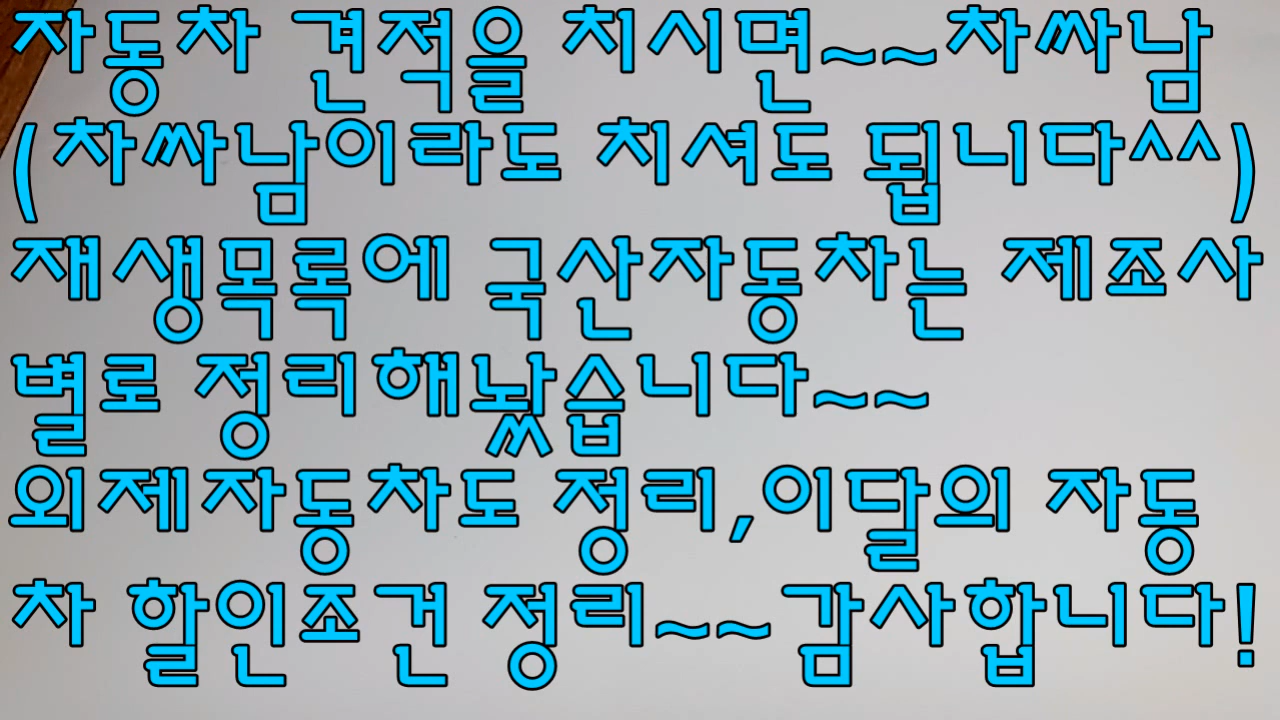 자동차 견적을 치시면~~차싸남
(차싸남이라도 치셔도 됩니다^^)
재생목록에 국산자동차는 제조사
별로 정리해놨습니다~~
외제자동차도 정리,이달의 자동
차 할인조건 정리~~감사합니다!